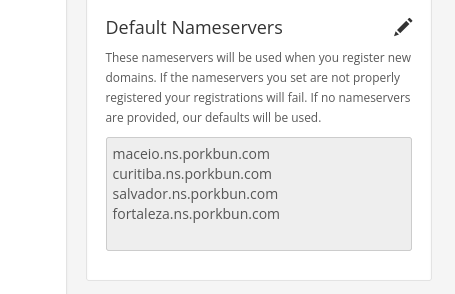 Default Nameservers
These nameservers will be used when you register new
domains. If the nameservers you set are not properly
registered your registrations will fail. If no nameservers
are provided, our defaults will be used.
maceio.ns.porkbun.com
curitiba.ns.porkbun.com
salvador.ns.porkbun.com
fortaleza.ns.porkbun.com